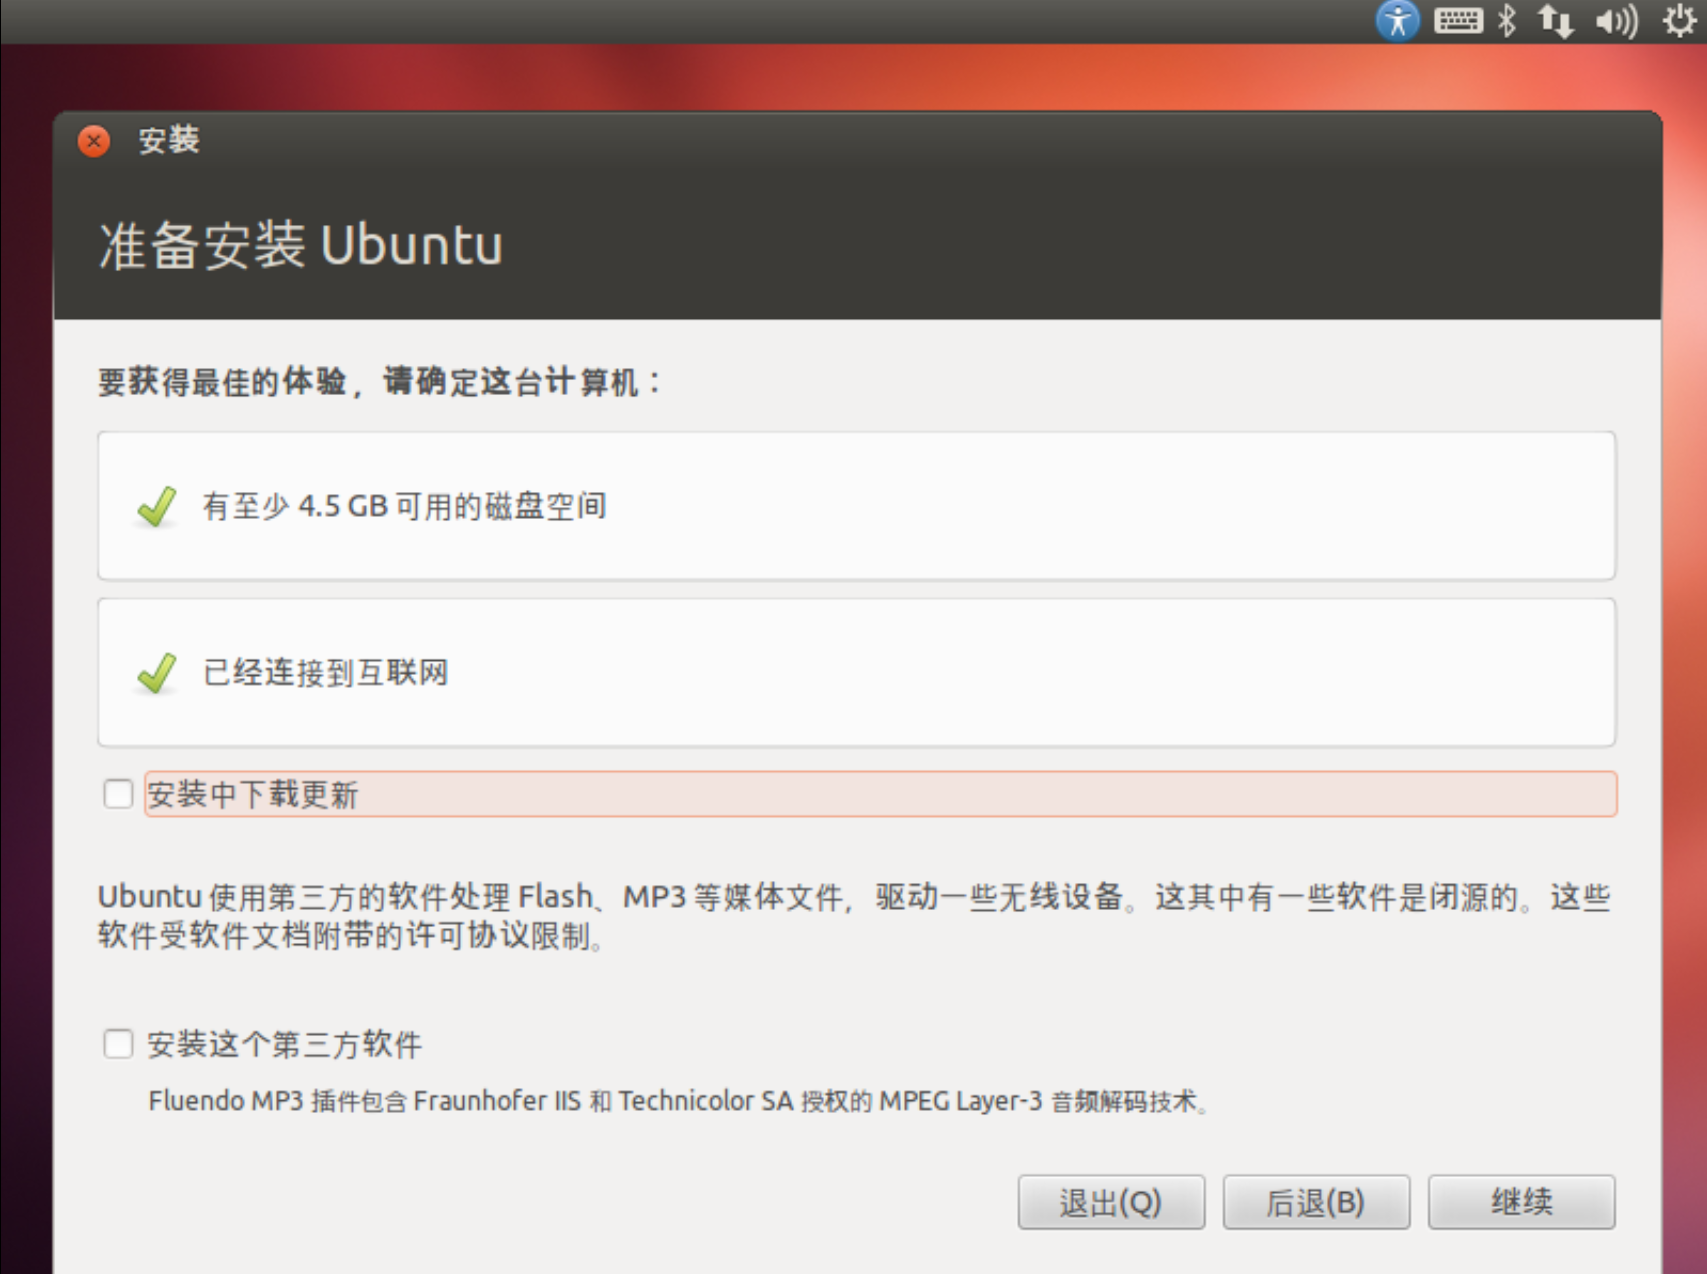 安装
准备安装 Ubuntu
要获得最佳的体验，请确定这台计算机：
有至少 4.5 GB 可用的磁盘空间
已经连接到互联网
安装中下载更新
Ubuntu 使用第三方的软件处理 Flash、MP3 等媒体文件，驱动一些无线设备。这其中有一些软件是闭源的。这些
软件受软件文档附带的许可协议限制。
安装这个第三方软件
Fluendo MP3 插件包含 Fraunhofer IIS 和 Technicolor SA 授权的 MPEG Layer-3 音频解码技术。
退出(Q) 后退(B) 继续